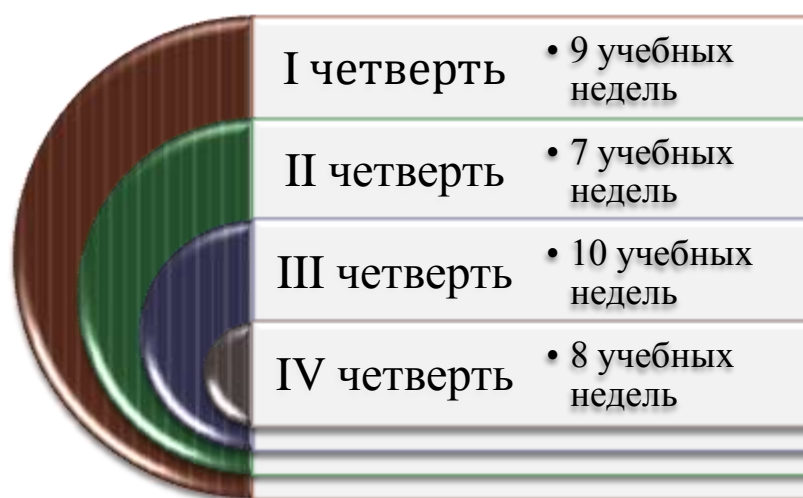 I четверть
• 9 учебных
недель
II четверть
• 7 учебных
недель
III четверть
• 10 учебных
недель
IV четверть
• 8 учебных
недель